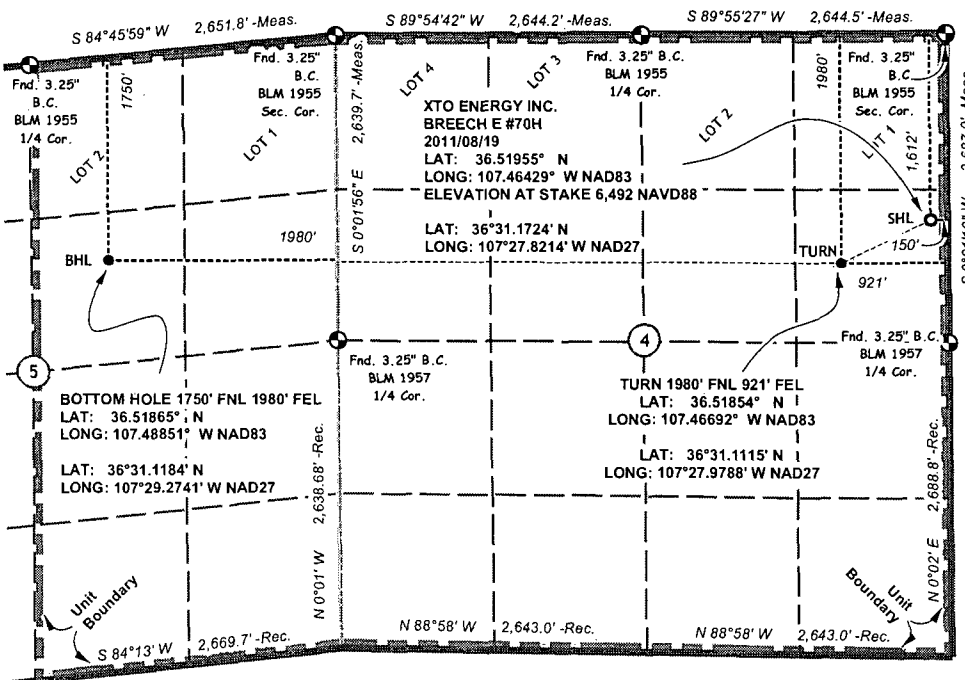 S 84°45'59" W 2,651.8' -Meas.
S 89°54'42" W 2,644.2' -Meas.
S 89°55'27" W 2,644.5' -Meas.
Fnd. 3.25"
B.C.
BLM 1955
1/4 Cor.
1750'
LOT 2
LOT 1
Fnd. 3.25"
B.C.
BLM 1955
Sec. Cor.
2,639.7' -Meas.
S 0°01'56" E
LOT 4
LOT 3
Fnd. 3.25" B.C.
BLM 1955
1/4 Cor.
LOT 2
1980'
Fnd. 3.25"
B.C.
BLM 1955
Sec. Cor.
LOT 1
1,612'
XTO ENERGY INC.
BREECH E #70H
2011/08/19
LAT: 36.51955° N
LONG: 107.46429° W NAD83
ELEVATION AT STAKE 6,492 NAVD88
LAT: 36°31.1724' N
LONG: 107°27.8214' W NAD27
SHL
150'
1980'
BHL
TURN
921'
Fnd. 3.25" B.C.
BLM 1957
1/4 Cor.
4
Fnd. 3.25" B.C.
BLM 1957
1/4 Cor.
5
BOTTOM HOLE 1750' FNL 1980' FEL
LAT: 36.51865° N
LONG: 107.48851° W NAD83
LAT: 36°31.1184' N
LONG: 107°29.2741' W NAD27
TURN 1980' FNL 921' FEL
LAT: 36.51854° N
LONG: 107.46692° W NAD83
LAT: 36°31.1115' N
LONG: 107°27.9788' W NAD27
2,638.68' -Rec.
N 0°01' W
2,688.8' -Rec.
N 0°02' E
Unit
Boundary
Unit
Boundary
S 84°13' W 2,669.7' -Rec.
N 88°58' W 2,643.0' -Rec.
N 88°58' W 2,643.0' -Rec.